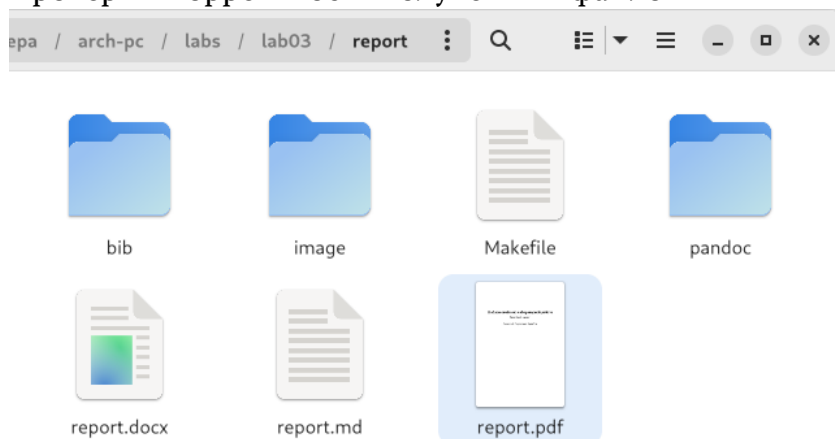 epa / arch-pc / labs / lab03 / report
bib image Makefile pandoc
report.docx report.md report.pdf